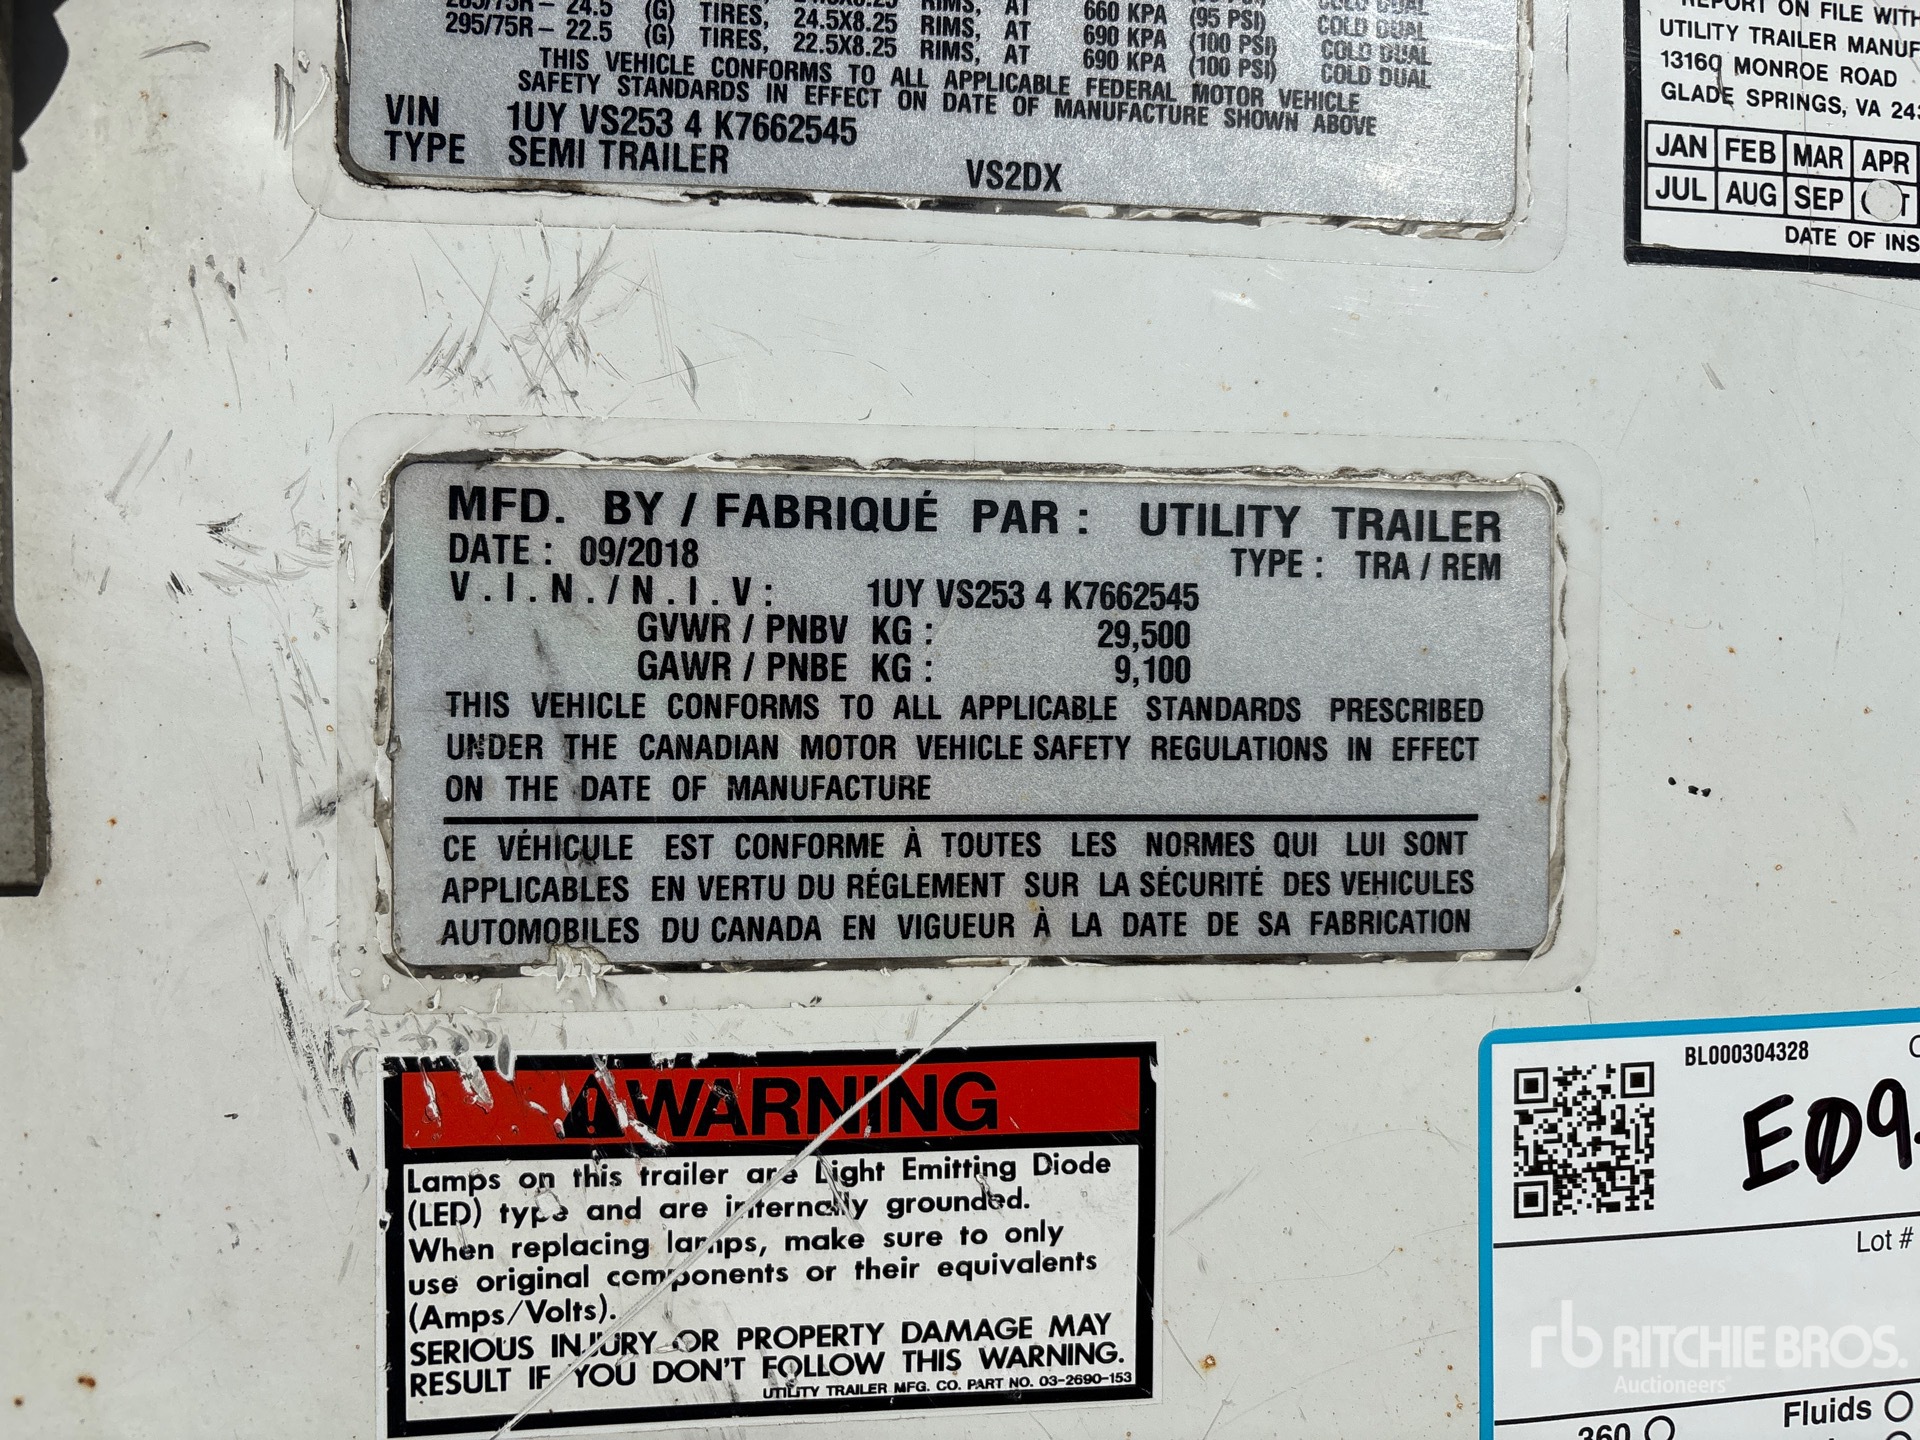 285/75R - 24.5 (G) TIRES, 24.5X8.25 RIMS, AT 660 KPA (95 PSI) COLD DUAL
295/75R - 22.5 (G) TIRES, 22.5X8.25 RIMS, AT 690 KPA (100 PSI) COLD DUAL
690 KPA (100 PSI) COLD DUAL
THIS VEHICLE CONFORMS TO ALL APPLICABLE FEDERAL MOTOR VEHICLE
SAFETY STANDARDS IN EFFECT ON DATE OF MANUFACTURE SHOWN ABOVE
VIN 1UY VS253 4 K7662545
TYPE SEMI TRAILER VS2DX
REPORT ON FILE WITH
UTILITY TRAILER MANUF
13160 MONROE ROAD
GLADE SPRINGS, VA 243
JAN FEB MAR APR
JUL AUG SEP
DATE OF INS
MFD. BY / FABRIQUÉ PAR : UTILITY TRAILER
DATE : 09/2018 TYPE : TRA / REM
V.I.N./N.I.V: 1UY VS253 4 K7662545
GVWR / PNBV KG : 29,500
GAWR / PNBE KG : 9,100
THIS VEHICLE CONFORMS TO ALL APPLICABLE STANDARDS PRESCRIBED
UNDER THE CANADIAN MOTOR VEHICLE SAFETY REGULATIONS IN EFFECT
ON THE DATE OF MANUFACTURE
CE VÉHICULE EST CONFORME À TOUTES LES NORMES QUI LUI SONT
APPLICABLES EN VERTU DU RÉGLEMENT SUR LA SÉCURITÉ DES VEHICULES
AUTOMOBILES DU CANADA EN VIGUEUR À LA DATE DE SA FABRICATION
WARNING
Lamps on this trailer are Light Emitting Diode
(LED) type and are internally grounded.
When replacing lamps, make sure to only
use original components or their equivalents
(Amps/Volts).
SERIOUS INJURY OR PROPERTY DAMAGE MAY
RESULT IF YOU DON'T FOLLOW THIS WARNING.
UTILITY TRAILER MFG. CO. PART NO. 03-2690-153
BL000304328
E09
Lot #
rb RITCHIE BROS.
Auctioneers
Fluids
360